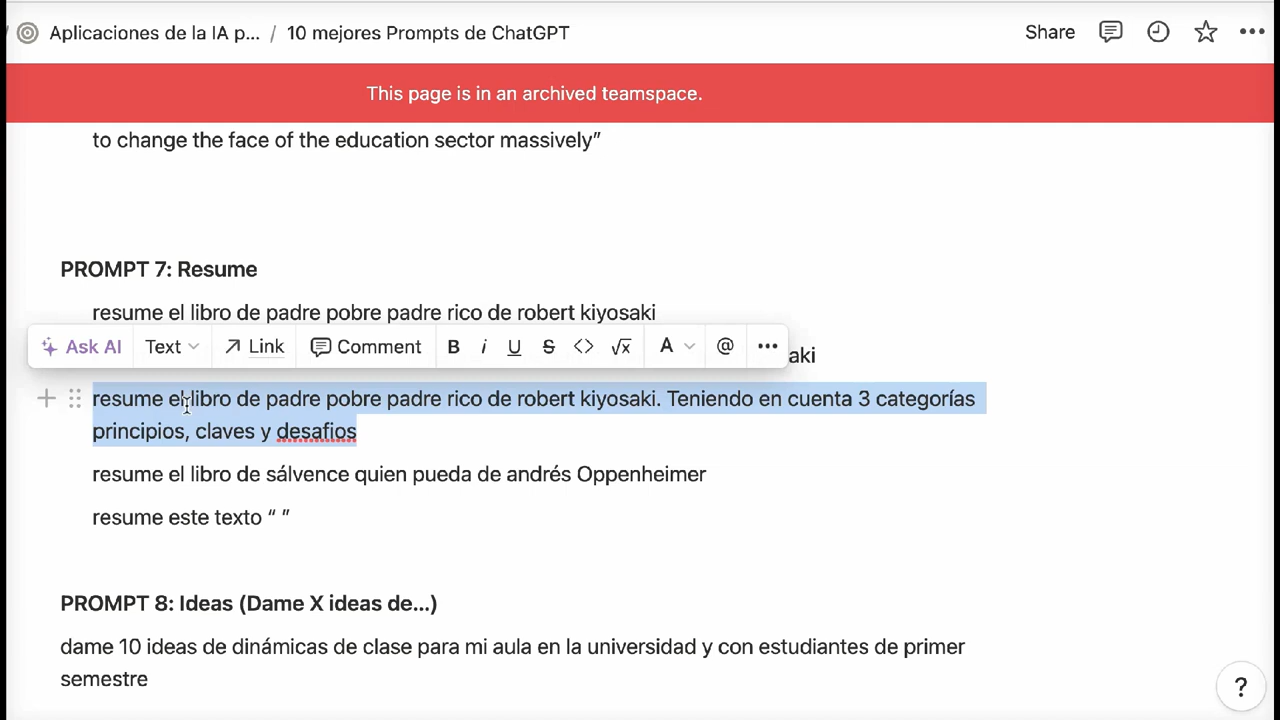 / Aplicaciones de la IA p... / 10 mejores Prompts de ChatGPT
Share
This page is in an archived teamspace.
to change the face of the education sector massively”
PROMPT 7: Resume
resume el libro de padre pobre padre rico de robert kiyosaki
Ask AI Text Link Comment B i U S <> √x A @ •••
aki
resume el libro de padre pobre padre rico de robert kiyosaki. Teniendo en cuenta 3 categorías
principios, claves y desafios
resume el libro de sálvence quien pueda de andrés Oppenheimer
resume este texto “ ”
PROMPT 8: Ideas (Dame X ideas de...)
dame 10 ideas de dinámicas de clase para mi aula en la universidad y con estudiantes de primer
semestre
?